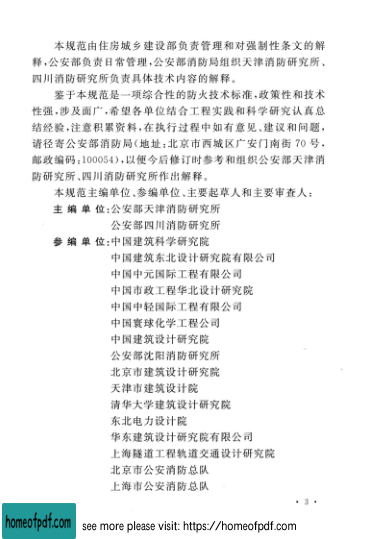 本规范由住房城乡建设部负责管理和对强制性条文的解
释,公安部负责日常管理,公安部消防局组织天津消防研究所、
四川消防研究所负责具体技术内容的解释。
鉴于本规范是一项综合性的防火技术标准,政策性和技术
性强,涉及面广,希望各单位结合工程实践和科学研究认真总
结经验,注意积累资料,在执行过程中如有意见、建议和问题,
请径寄公安部消防局(地址:北京市西城区广安门南街70号,
邮政编码:100054),以便今后修订时参考和组织公安部天津消
防研究所、四川消防研究所作出解释。
本规范主编单位、参编单位、主要起草人和主要审查人:
主编单位:公安部天津消防研究所
公安部四川消防研究所
参编单位:中国建筑科学研究院
中国建筑东北设计研究院有限公司
中国中元国际工程有限公司
中国市政工程华北设计研究院
中国中轻国际工程有限公司
中国寰球化学工程公司
中国建筑设计研究院
公安部沈阳消防研究所
北京市建筑设计研究院
天津市建筑设计院
清华大学建筑设计研究院
东北电力设计院
华东建筑设计研究院有限公司
上海隧道工程轨道交通设计研究院
北京市公安消防总队
上海市公安消防总队
· 3 ·
homeofpdf.com
see more please visit: https://homeofpdf.com